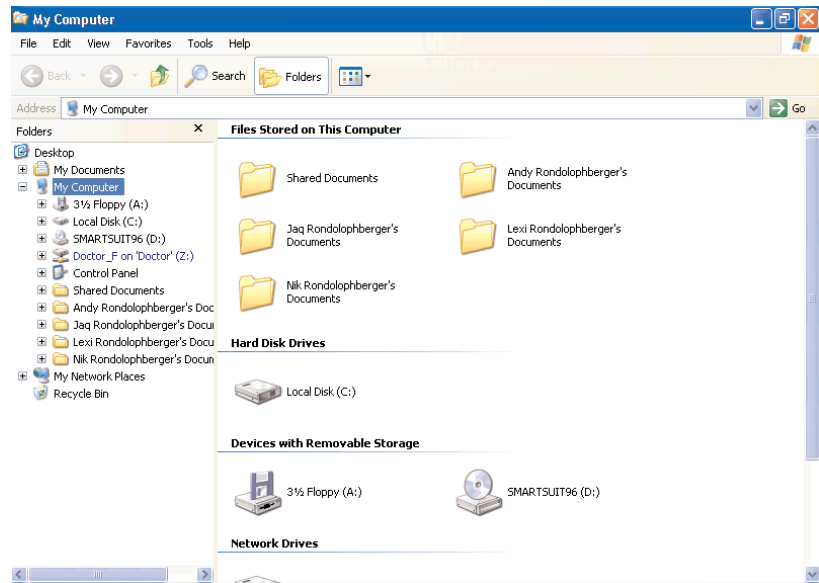 My Computer
File Edit View Favorites Tools Help
Back Search Folders
Address My Computer Go
Folders
Desktop
My Documents
My Computer
3½ Floppy (A:)
Local Disk (C:)
SMARTSUIT96 (D:)
Doctor_F on 'Doctor' (Z:)
Control Panel
Shared Documents
Andy Rondolophberger's Doc
Jaq Rondolophberger's Docu
Lexi Rondolophberger's Docu
Nik Rondolophberger's Docun
My Network Places
Recycle Bin
Files Stored on This Computer
Shared Documents
Andy Rondolophberger's
Documents
Jaq Rondolophberger's
Documents
Lexi Rondolophberger's
Documents
Nik Rondolophberger's
Documents
Hard Disk Drives
Local Disk (C:)
Devices with Removable Storage
3½ Floppy (A:)
SMARTSUIT96 (D:)
Network Drives